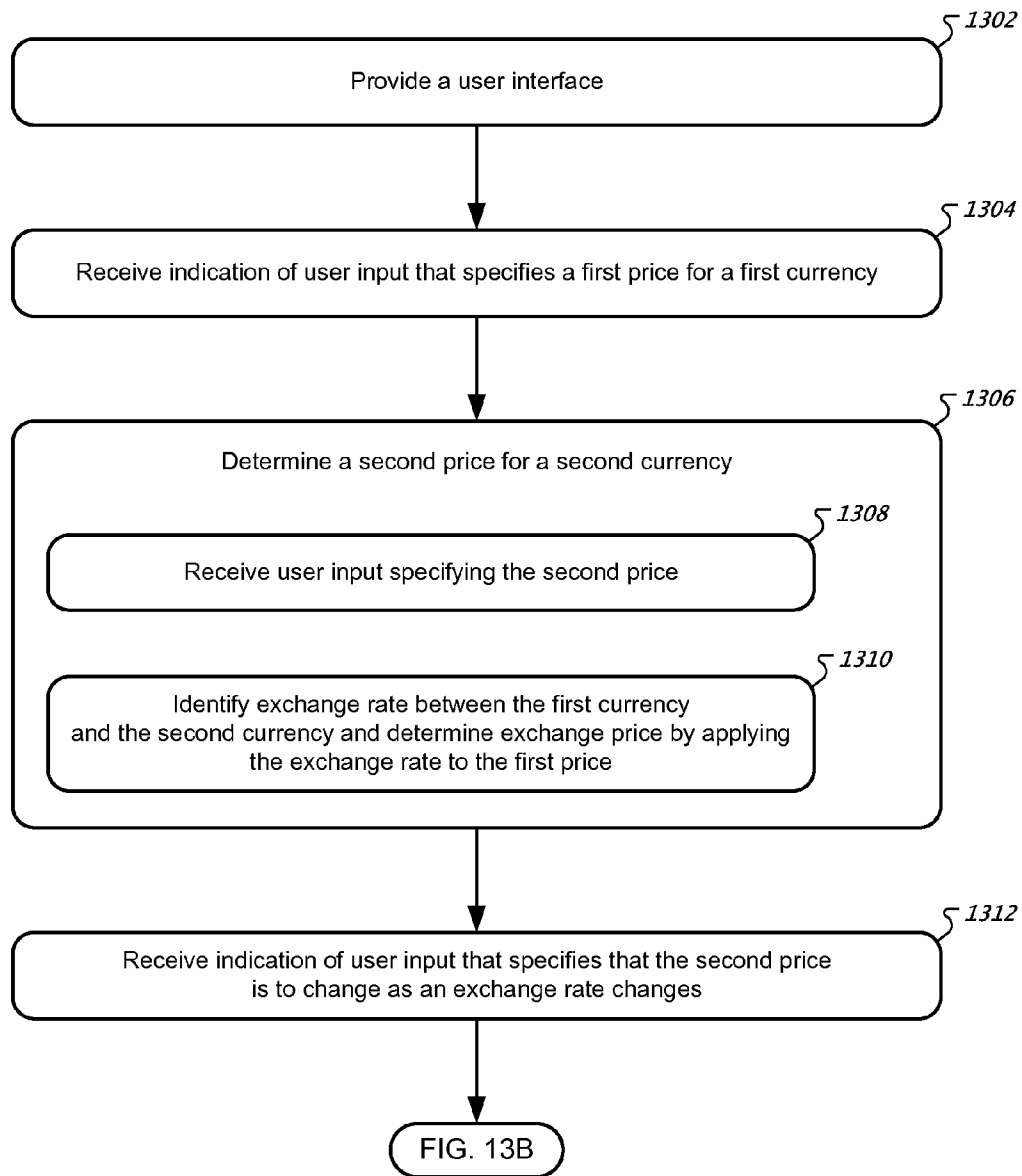 1302
Provide a user interface
1304
Receive indication of user input that specifies a first price for a first currency
1306
Determine a second price for a second currency
1308
Receive user input specifying the second price
1310
Identify exchange rate between the first currency
and the second currency and determine exchange price by applying
the exchange rate to the first price
1312
Receive indication of user input that specifies that the second price
is to change as an exchange rate changes
FIG. 13B